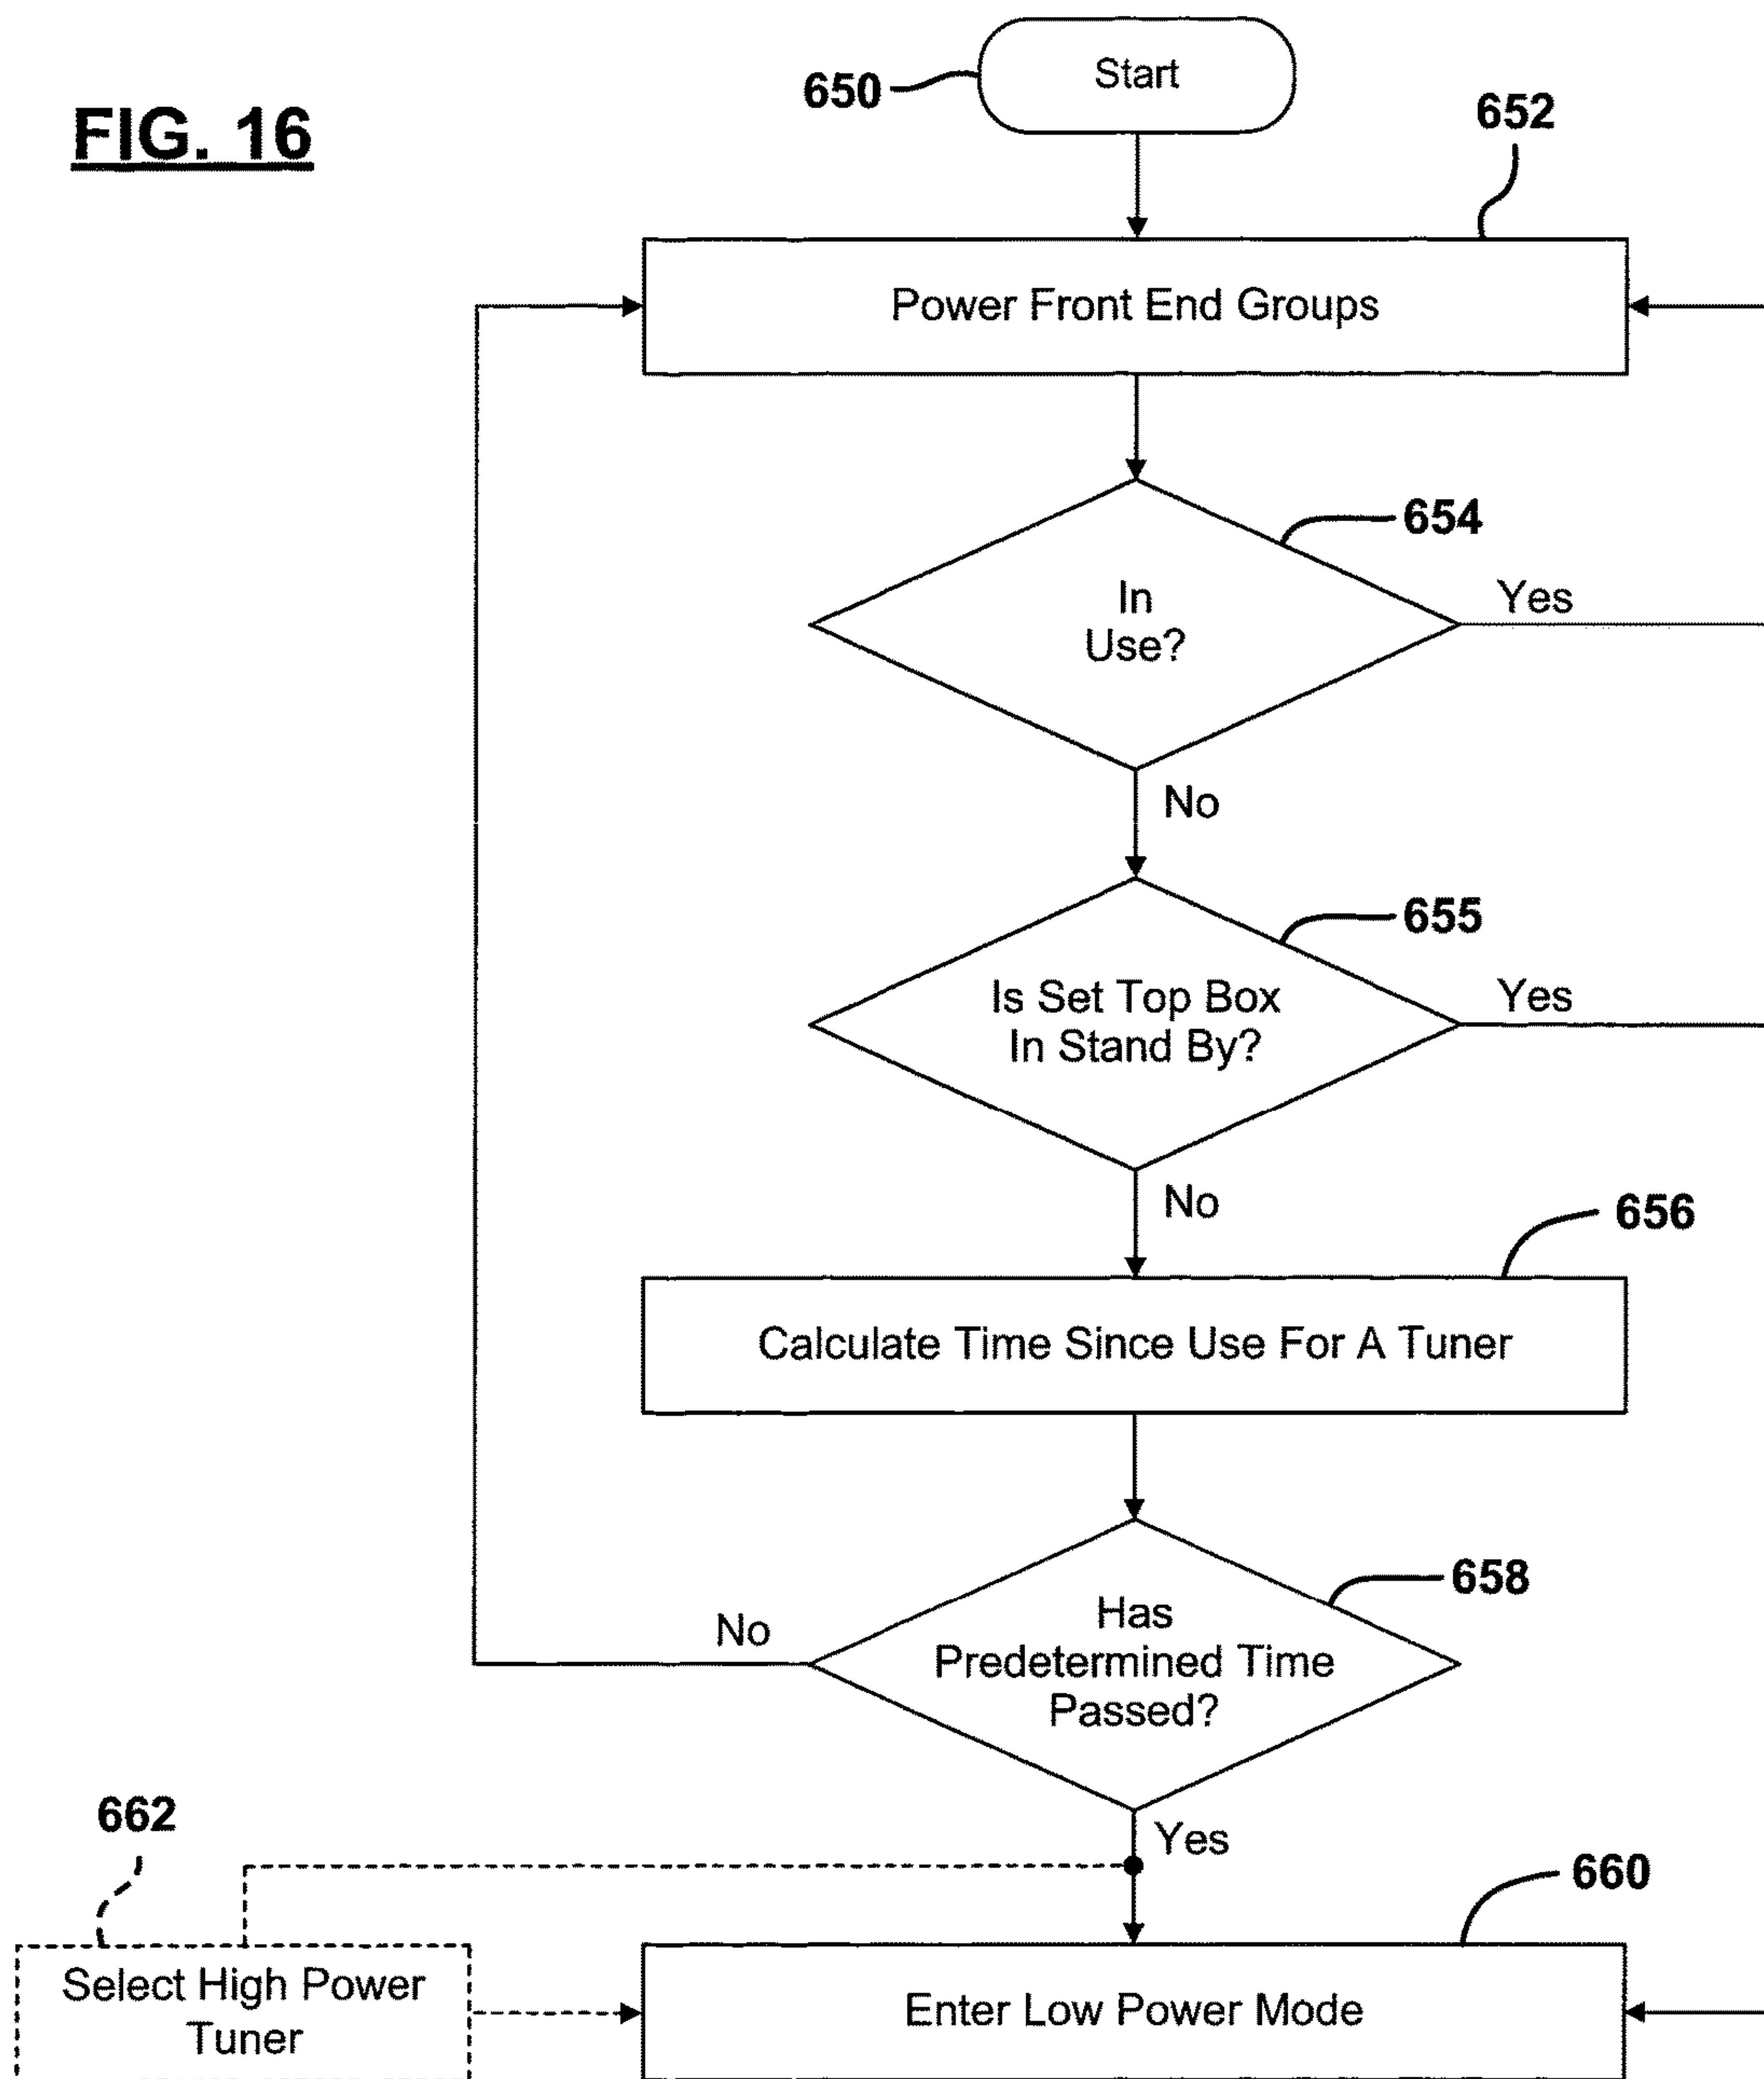 FIG. 16
650
Start
652
Power Front End Groups
654
In
Use?
Yes
No
655
Is Set Top Box
In Stand By?
Yes
No
656
Calculate Time Since Use For A Tuner
658
Has
Predetermined Time
Passed?
No
Yes
662
660
Select High Power
Tuner
Enter Low Power Mode